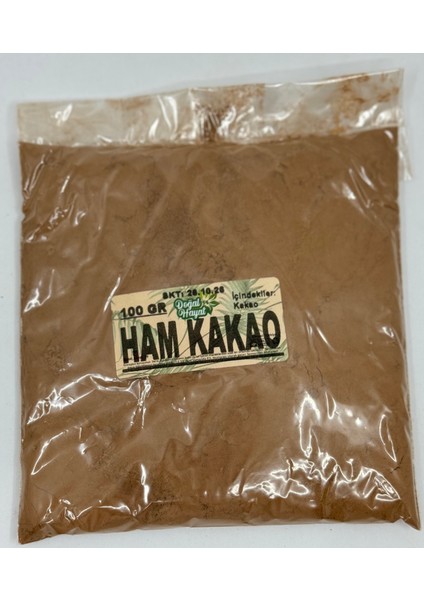 SKT: 26.10.26
100 GR
Doğal
Hayat
İçindekiler:
Kakao
HAM KAKAO